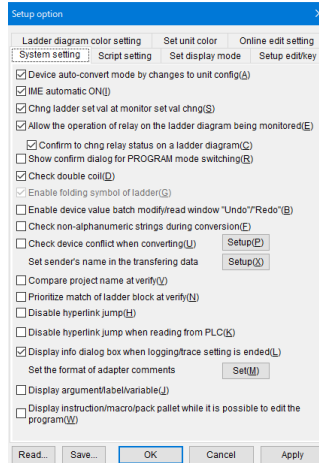 Setup option
Ladder diagram color setting Set unit color Online edit setting
System setting Script setting Set display mode Setup edit/key
Device auto-convert mode by changes to unit config(A)
IME automatic ON(I)
Chng ladder set val at monitor set val chng(S)
Allow the operation of relay on the ladder diagram being monitored(E)
Confirm to chng relay status on a ladder diagram(C)
Show confirm dialog for PROGRAM mode switching(R)
Check double coil(D)
Enable folding symbol of ladder(G)
Enable device value batch modify/read window "Undo"/"Redo"(B)
Check non-alphanumeric strings during conversion(F)
Check device conflict when converting(U) Setup(P)
Set sender's name in the transfering data Setup(X)
Compare project name at verify(V)
Prioritize match of ladder block at verify(N)
Disable hyperlink jump(H)
Disable hyperlink jump when reading from PLC(K)
Display info dialog box when logging/trace setting is ended(L)
Set the format of adapter comments Set(M)
Display argument/label/variable(J)
Display instruction/macro/pack pallet while it is possible to edit the
program(W)
Read... Save... OK Cancel Apply